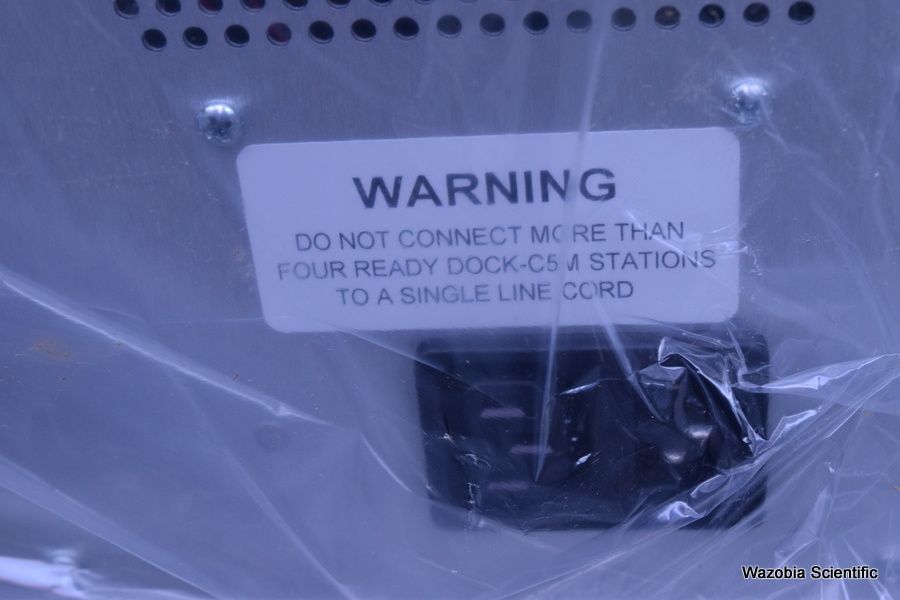 WARNING
DO NOT CONNECT MORE THAN
FOUR READY DOCK-C5M STATIONS
TO A SINGLE LINE CORD
Wazobia Scientific